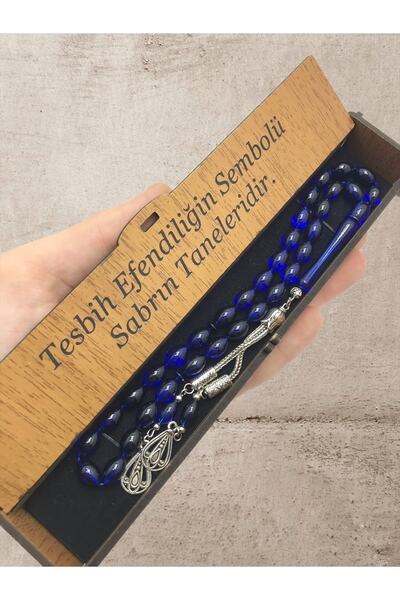 Tesbih Efendiliğin Sembolü
Sabrın Taneleridir.